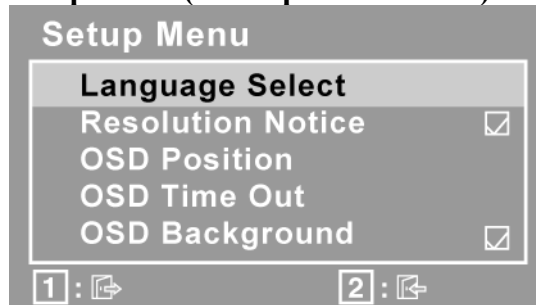 Setup Menu
Language Select
Resolution Notice
OSD Position
OSD Time Out
OSD Background
1 : 2 :